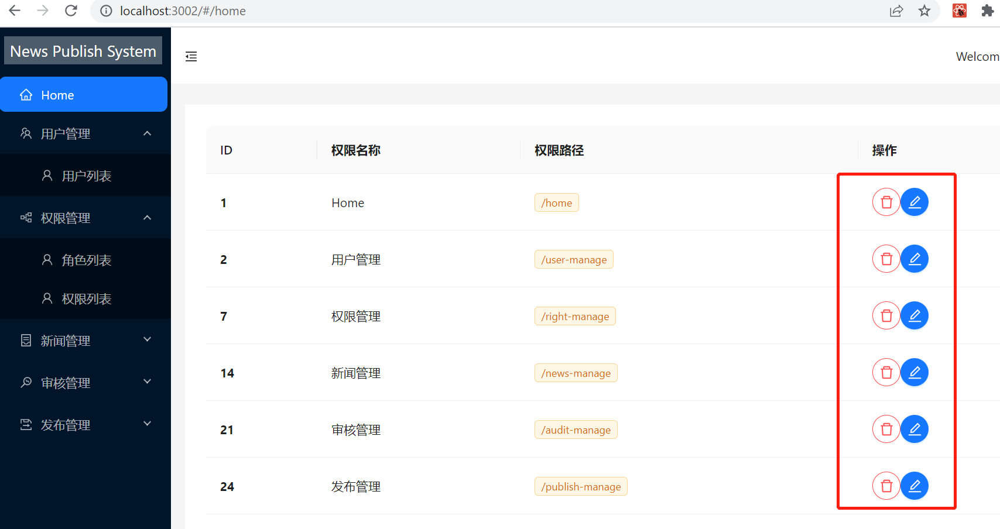 localhost:3002/#/home
News Publish System
Welcom
Home
用户管理
用户列表
权限管理
角色列表
权限列表
新闻管理
审核管理
发布管理
ID 权限名称 权限路径 操作
1 Home /home
2 用户管理 /user-manage
7 权限管理 /right-manage
14 新闻管理 /news-manage
21 审核管理 /audit-manage
24 发布管理 /publish-manage